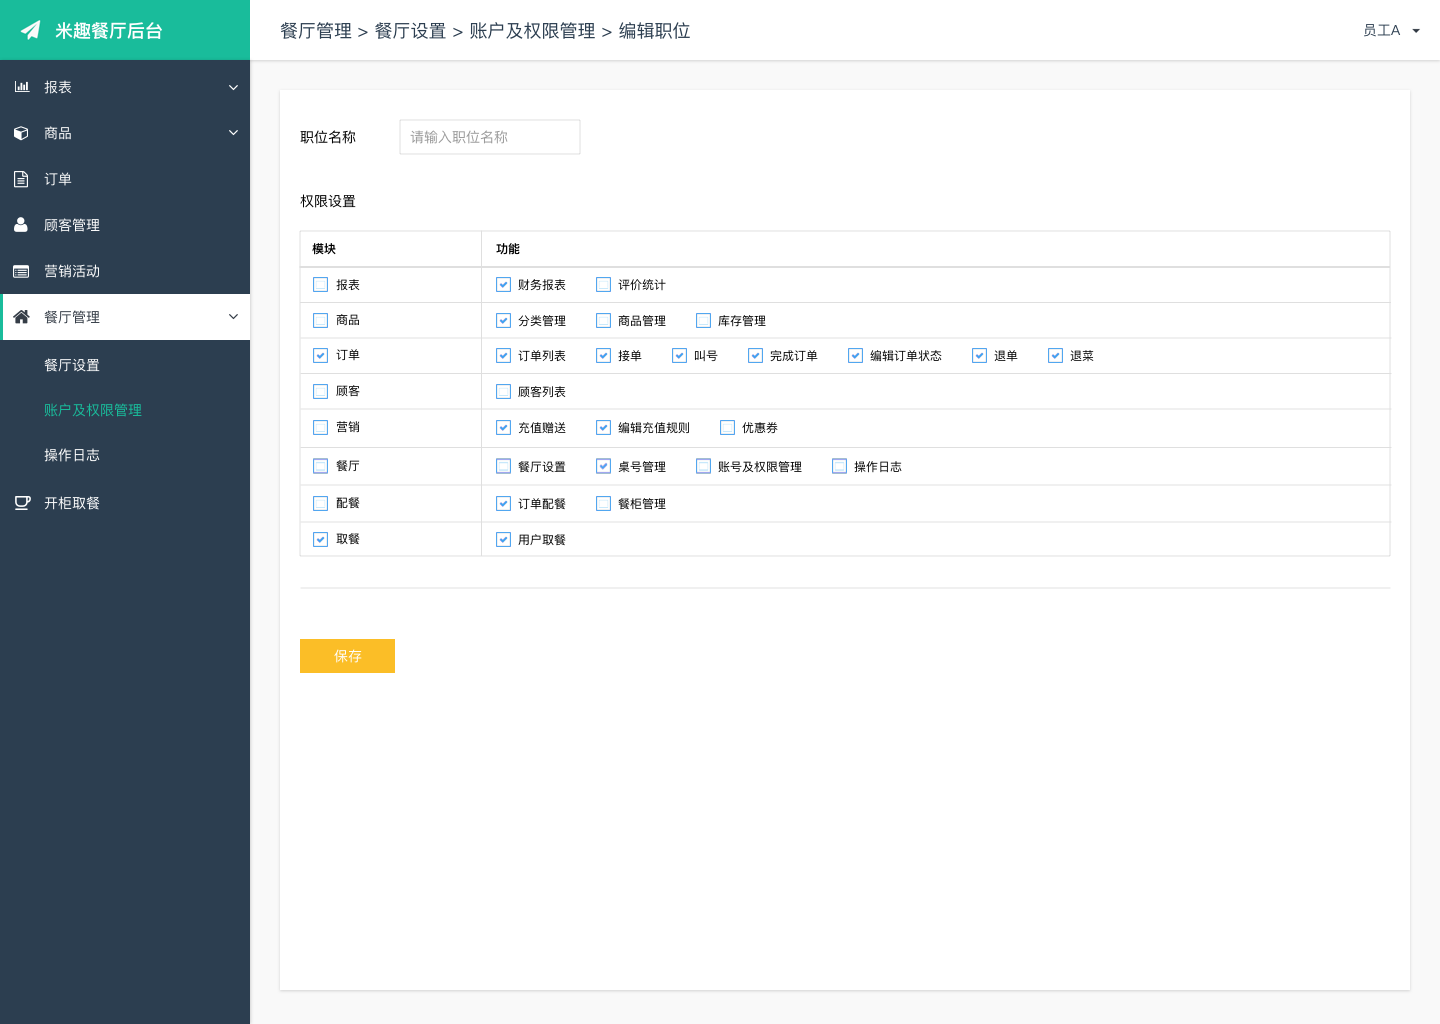 米趣餐厅后台
餐厅管理 > 餐厅设置 > 账户及权限管理 > 编辑职位
员工A
报表
商品
订单
顾客管理
营销活动
餐厅管理
餐厅设置
账户及权限管理
操作日志
开柜取餐
职位名称 请输入职位名称
权限设置
模块 功能
报表 财务报表 评价统计
商品 分类管理 商品管理 库存管理
订单 订单列表 接单 叫号 完成订单 编辑订单状态 退单 退菜
顾客 顾客列表
营销 充值赠送 编辑充值规则 优惠券
餐厅 餐厅设置 桌号管理 账号及权限管理 操作日志
配餐 订单配餐 餐柜管理
取餐 用户取餐
保存